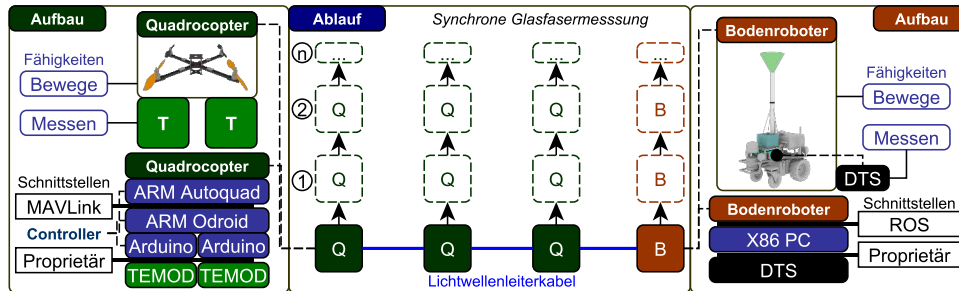 Aufbau
Quadrocopter
Fähigkeiten
Bewege
Messen
T T
Quadrocopter
Schnittstellen
ARM Autoquad
MAVLink
ARM Odroid
Controller
Arduino Arduino
Proprietär
TEMOD TEMOD
Ablauf
Synchrone Glasfasermesssung
n ... ... ... ...
2 Q Q Q B
1 Q Q Q B
Q Q Q B
Lichtwellenleiterkabel
Aufbau
Bodenroboter
Fähigkeiten
Bewege
Messen
DTS
Bodenroboter
Schnittstellen
ROS
X86 PC
Proprietär
DTS